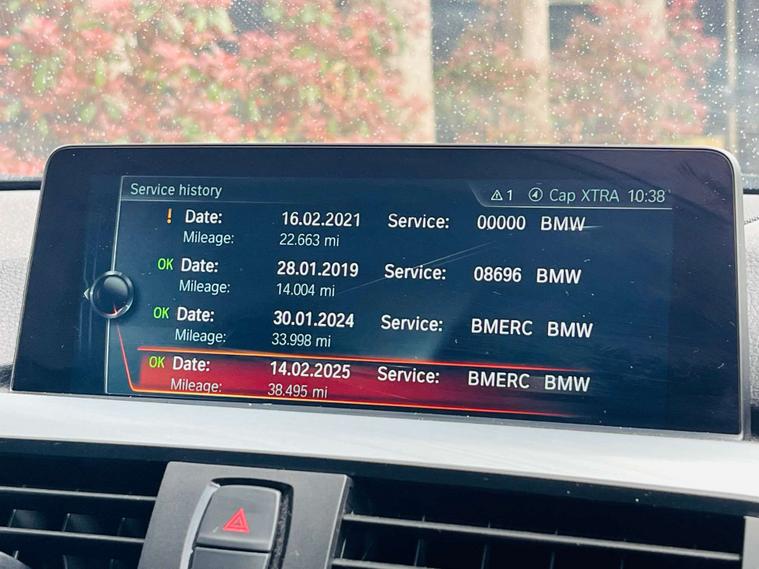 Service history 1 Cap XTRA 10:38
! Date: 16.02.2021 Service: 00000 BMW
Mileage: 22.663 mi
OK Date: 28.01.2019 Service: 08696 BMW
Mileage: 14.004 mi
OK Date: 30.01.2024 Service: BMERC BMW
Mileage: 33.998 mi
OK Date: 14.02.2025 Service: BMERC BMW
Mileage: 38.495 mi